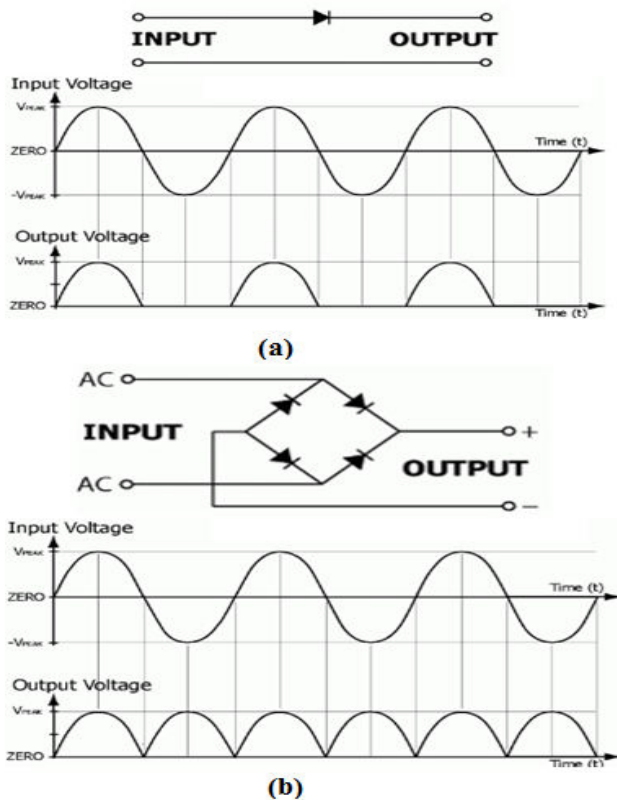 INPUT OUTPUT
Input Voltage
VPEAK
ZERO
Time (t)
-VPEAK
Output Voltage
VPEAK
ZERO
Time (t)
(a)
AC
INPUT
+
OUTPUT
AC
−
Input Voltage
VPEAK
Time (t)
ZERO
-VPEAK
Output Voltage
VPEAK
ZERO
Time (t)
(b)